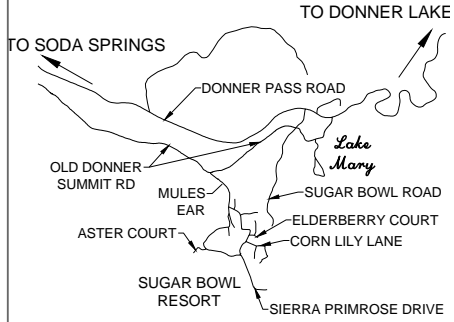 TO DONNER LAKE
TO SODA SPRINGS
DONNER PASS ROAD
Lake
Mary
OLD DONNER
SUMMIT RD
MULES
EAR
SUGAR BOWL ROAD
ELDERBERRY COURT
ASTER COURT
CORN LILY LANE
SUGAR BOWL
RESORT
SIERRA PRIMROSE DRIVE